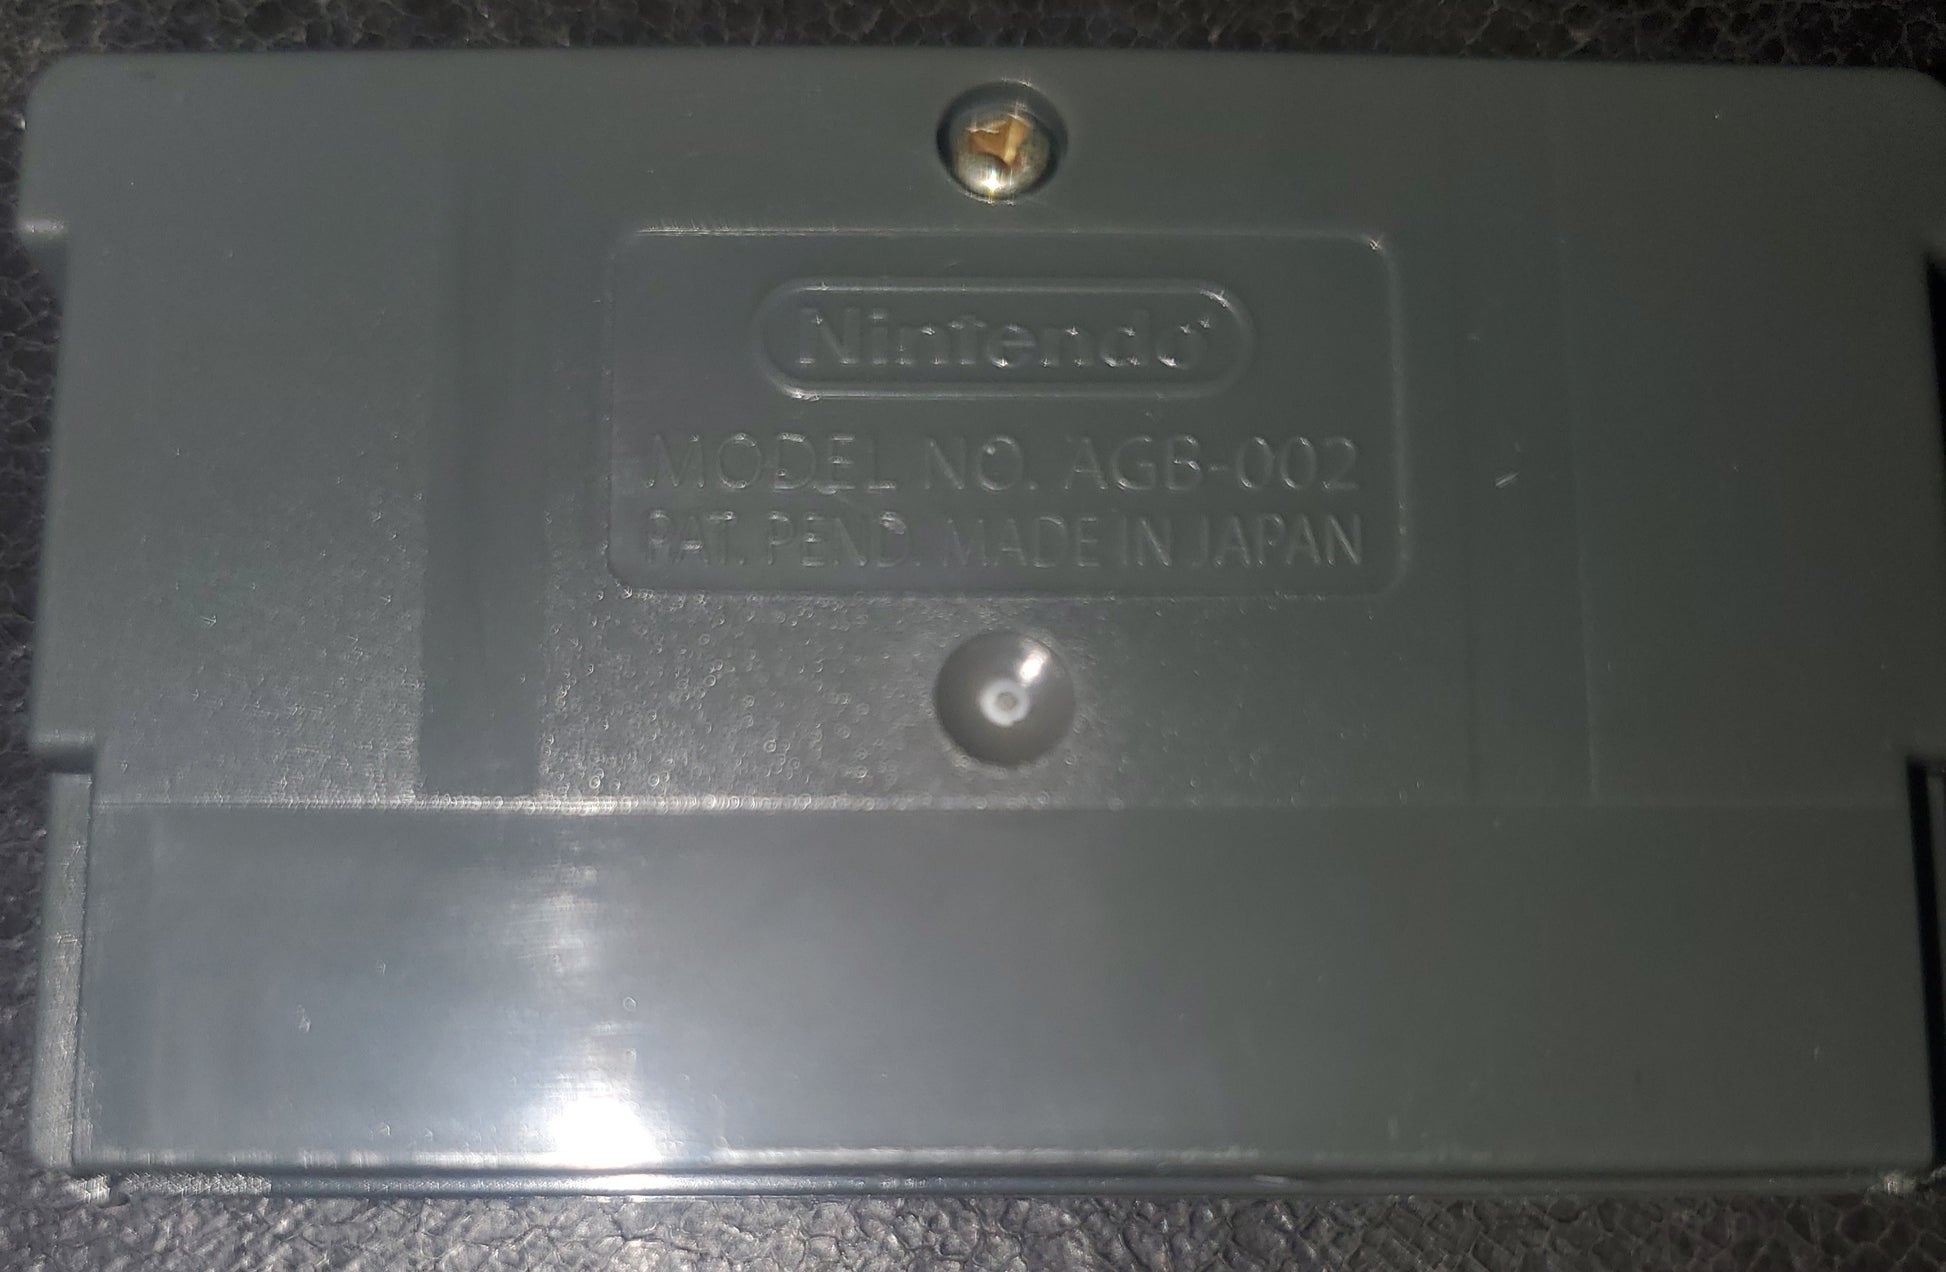 Nintendo
MODEL NO. AGB-002
PAT. PEND. MADE IN JAPAN